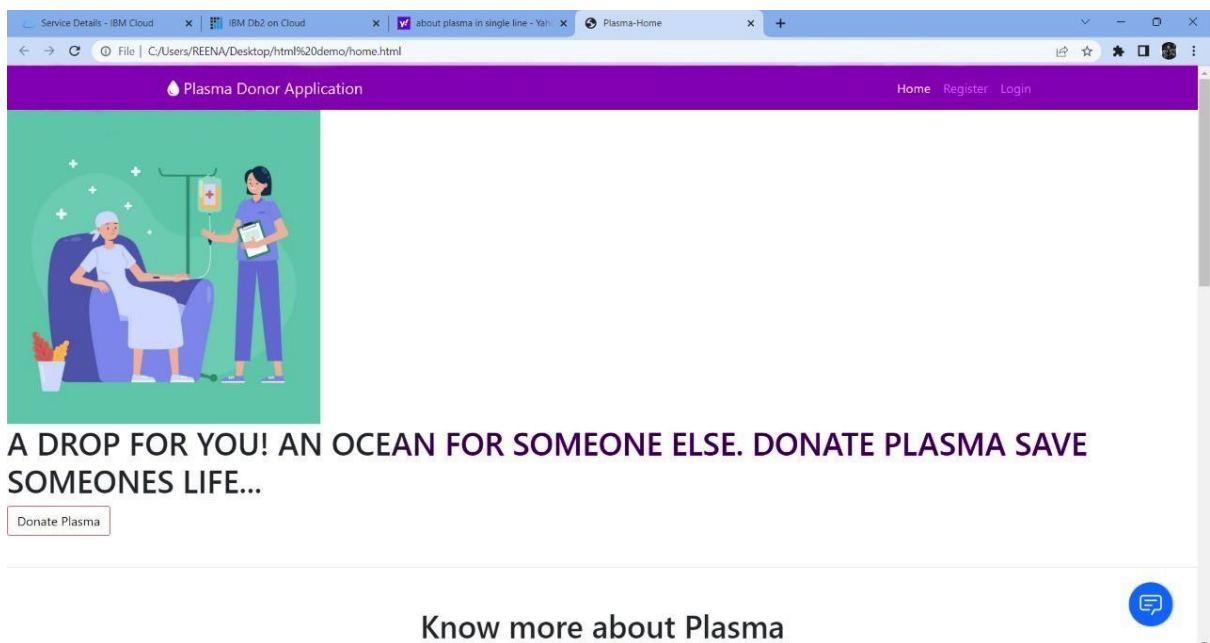 Service Details - IBM Cloud
IBM Db2 on Cloud
about plasma in single line - Yah
Plasma-Home
File | C:/Users/REENA/Desktop/html%20demo/home.html
Plasma Donor Application
Home Register Login
A DROP FOR YOU! AN OCEAN FOR SOMEONE ELSE. DONATE PLASMA SAVE
SOMEONES LIFE...
Donate Plasma
Know more about Plasma